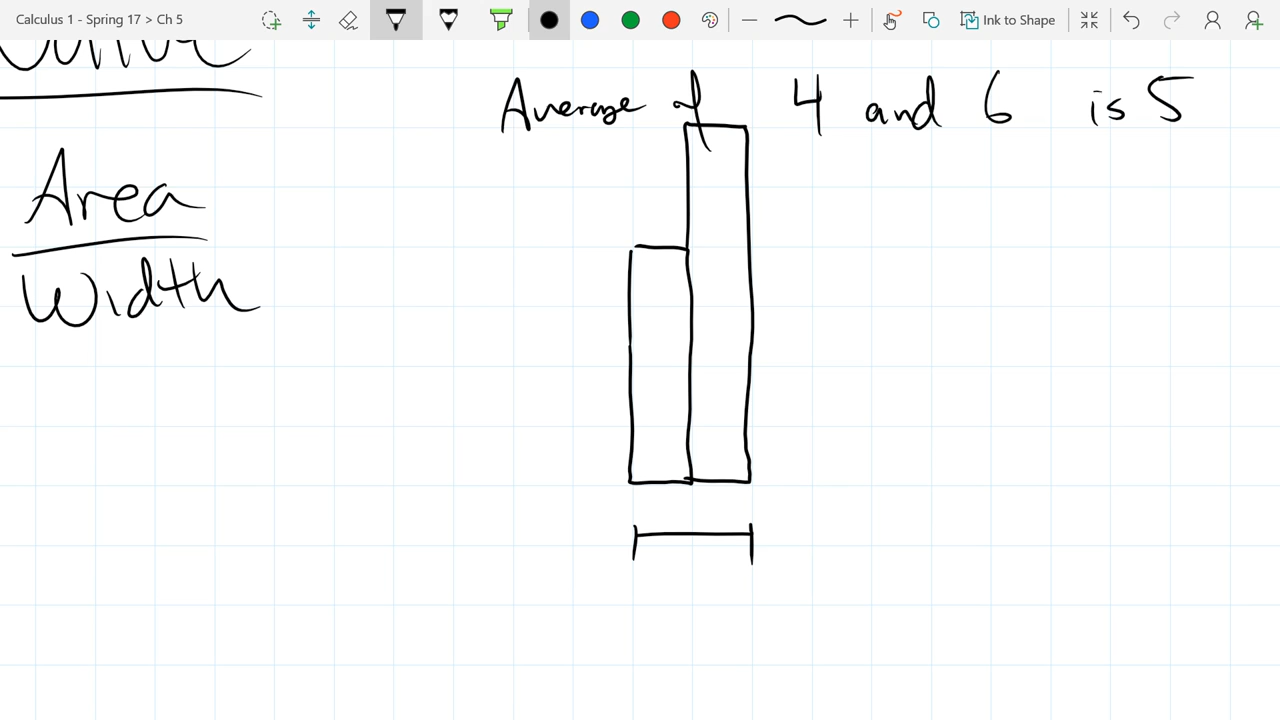 Calculus 1 - Spring 17 > Ch 5
Ink to Shape
Average of 4 and 6 is 5
Area
Width